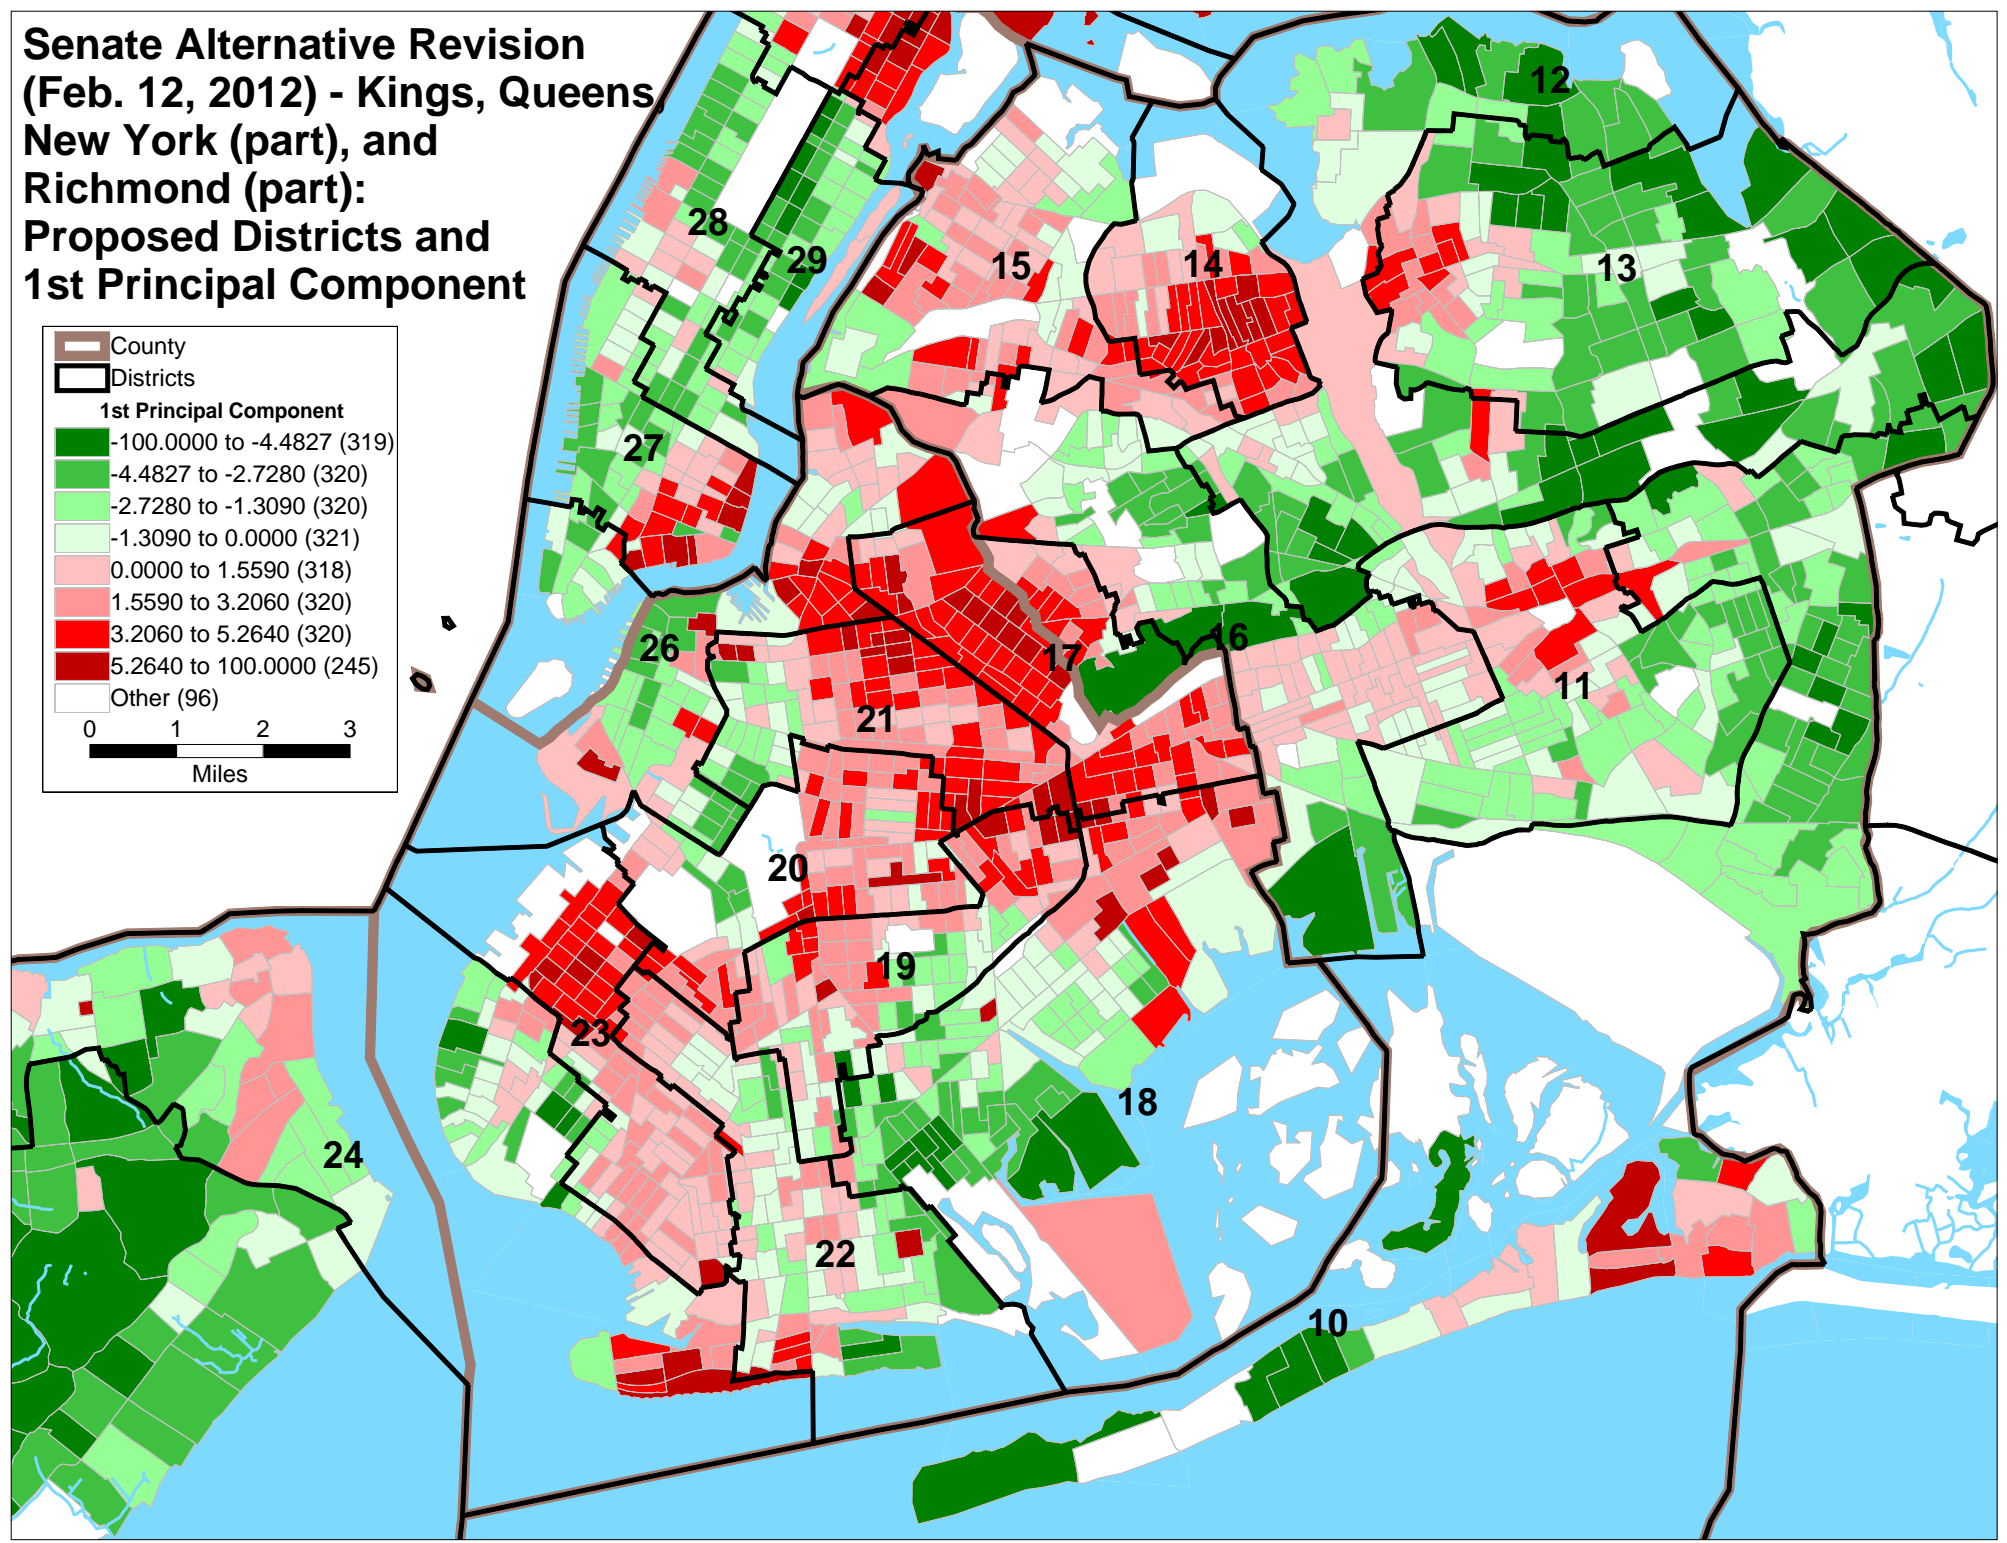 Senate Alternative Revision
(Feb. 12, 2012) - Kings, Queens,
New York (part), and
Richmond (part):
Proposed Districts and
1st Principal Component
County
Districts
1st Principal Component
-100.0000 to -4.4827 (319)
-4.4827 to -2.7280 (320)
-2.7280 to -1.3090 (320)
-1.3090 to 0.0000 (321)
0.0000 to 1.5590 (318)
1.5590 to 3.2060 (320)
3.2060 to 5.2640 (320)
5.2640 to 100.0000 (245)
Other (96)
0 1 2 3
Miles
12
28
29
15
14
13
27
26
16
17
11
21
20
19
23
18
24
22
10